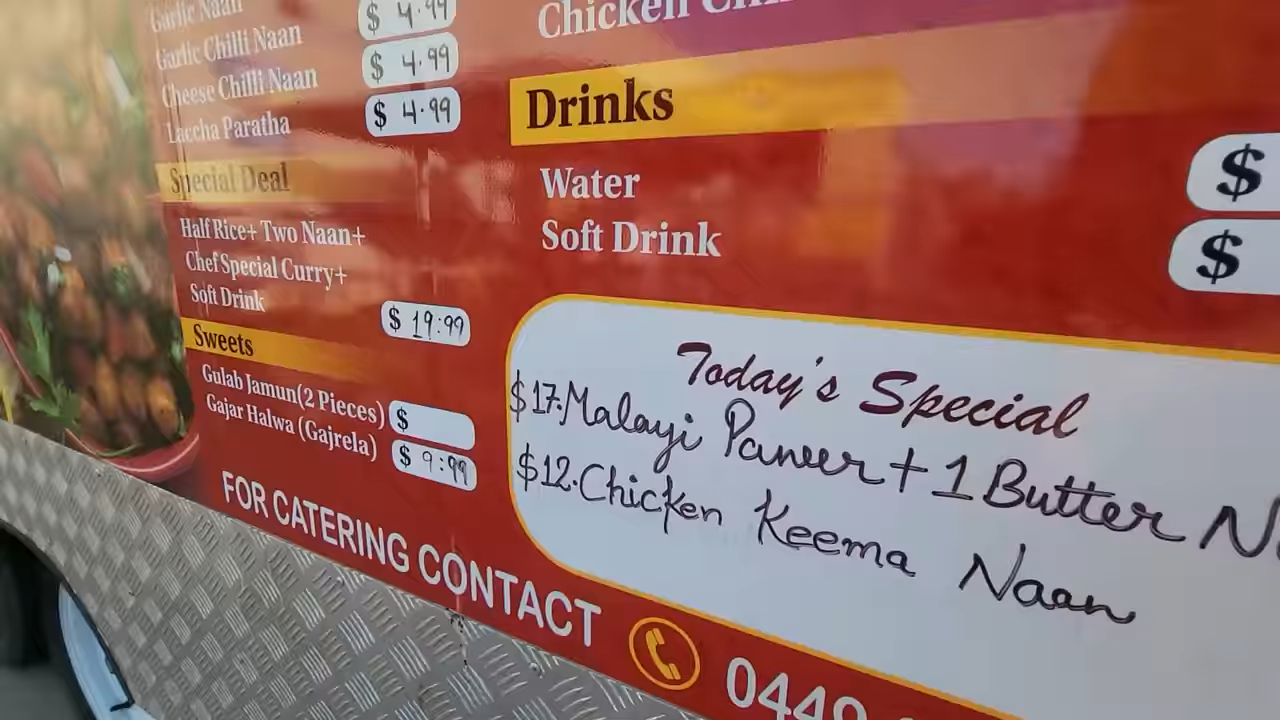 Garlic Naan $ 4.99
Garlic Chilli Naan $ 4.99
Cheese Chilli Naan $ 4.99
Laccha Paratha
Special Deal
Half Rice+ Two Naan+
Chef Special Curry+
Soft Drink $ 19:99
Sweets
Gulab Jamun(2 Pieces) $
Gajar Halwa (Gajrela) $ 9:99
FOR CATERING CONTACT 0449
Chicken
Drinks
Water $
Soft Drink $
Today's Special
$17.Malayi Paneer + 1 Butter
$12.Chicken Keema Naan